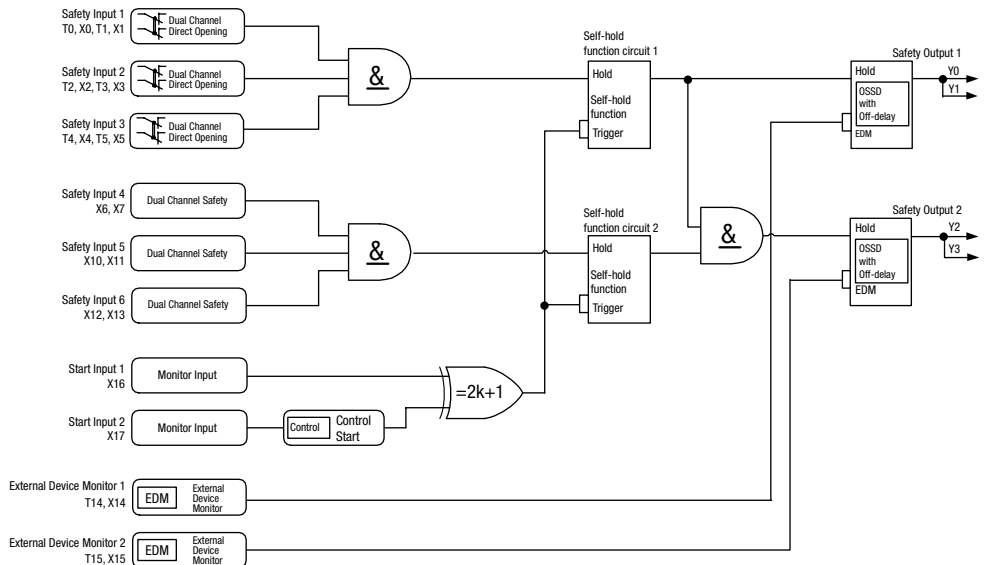 Safety Input 1
T0, X0, T1, X1
Dual Channel
Direct Opening
Safety Input 2
T2, X2, T3, X3
Dual Channel
Direct Opening
Safety Input 3
T4, X4, T5, X5
Dual Channel
Direct Opening
&
Self-hold
function circuit 1
Hold
Self-hold
function
Trigger
Safety Output 1
Hold
OSSD
with
Off-delay
EDM
Y0
Y1
Safety Input 4
X6, X7
Dual Channel Safety
Safety Input 5
X10, X11
Dual Channel Safety
Safety Input 6
X12, X13
Dual Channel Safety
&
Self-hold
function circuit 2
Hold
Self-hold
function
Trigger
&
Safety Output 2
Hold
OSSD
with
Off-delay
EDM
Y2
Y3
Start Input 1
X16
Monitor Input
Start Input 2
X17
Monitor Input
Control
Control
Start
=2k+1
External Device Monitor 1
T14, X14
EDM
External
Device
Monitor
External Device Monitor 2
T15, X15
EDM
External
Device
Monitor